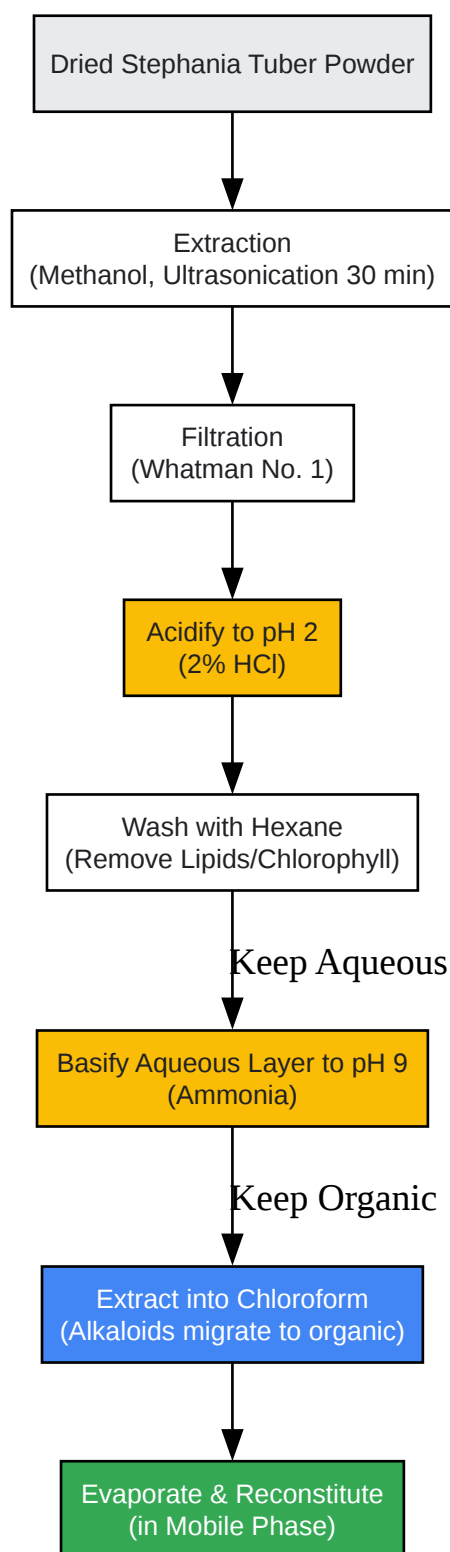 Dried Stephania Tuber Powder
Extraction
(Methanol, Ultrasonication 30 min)
Filtration
(Whatman No. 1)
Acidify to pH 2
(2% HCl)
Wash with Hexane
(Remove Lipids/Chlorophyll)
Keep Aqueous
Basify Aqueous Layer to pH 9
(Ammonia)
Keep Organic
Extract into Chloroform
(Alkaloids migrate to organic)
Evaporate & Reconstitute
(in Mobile Phase)